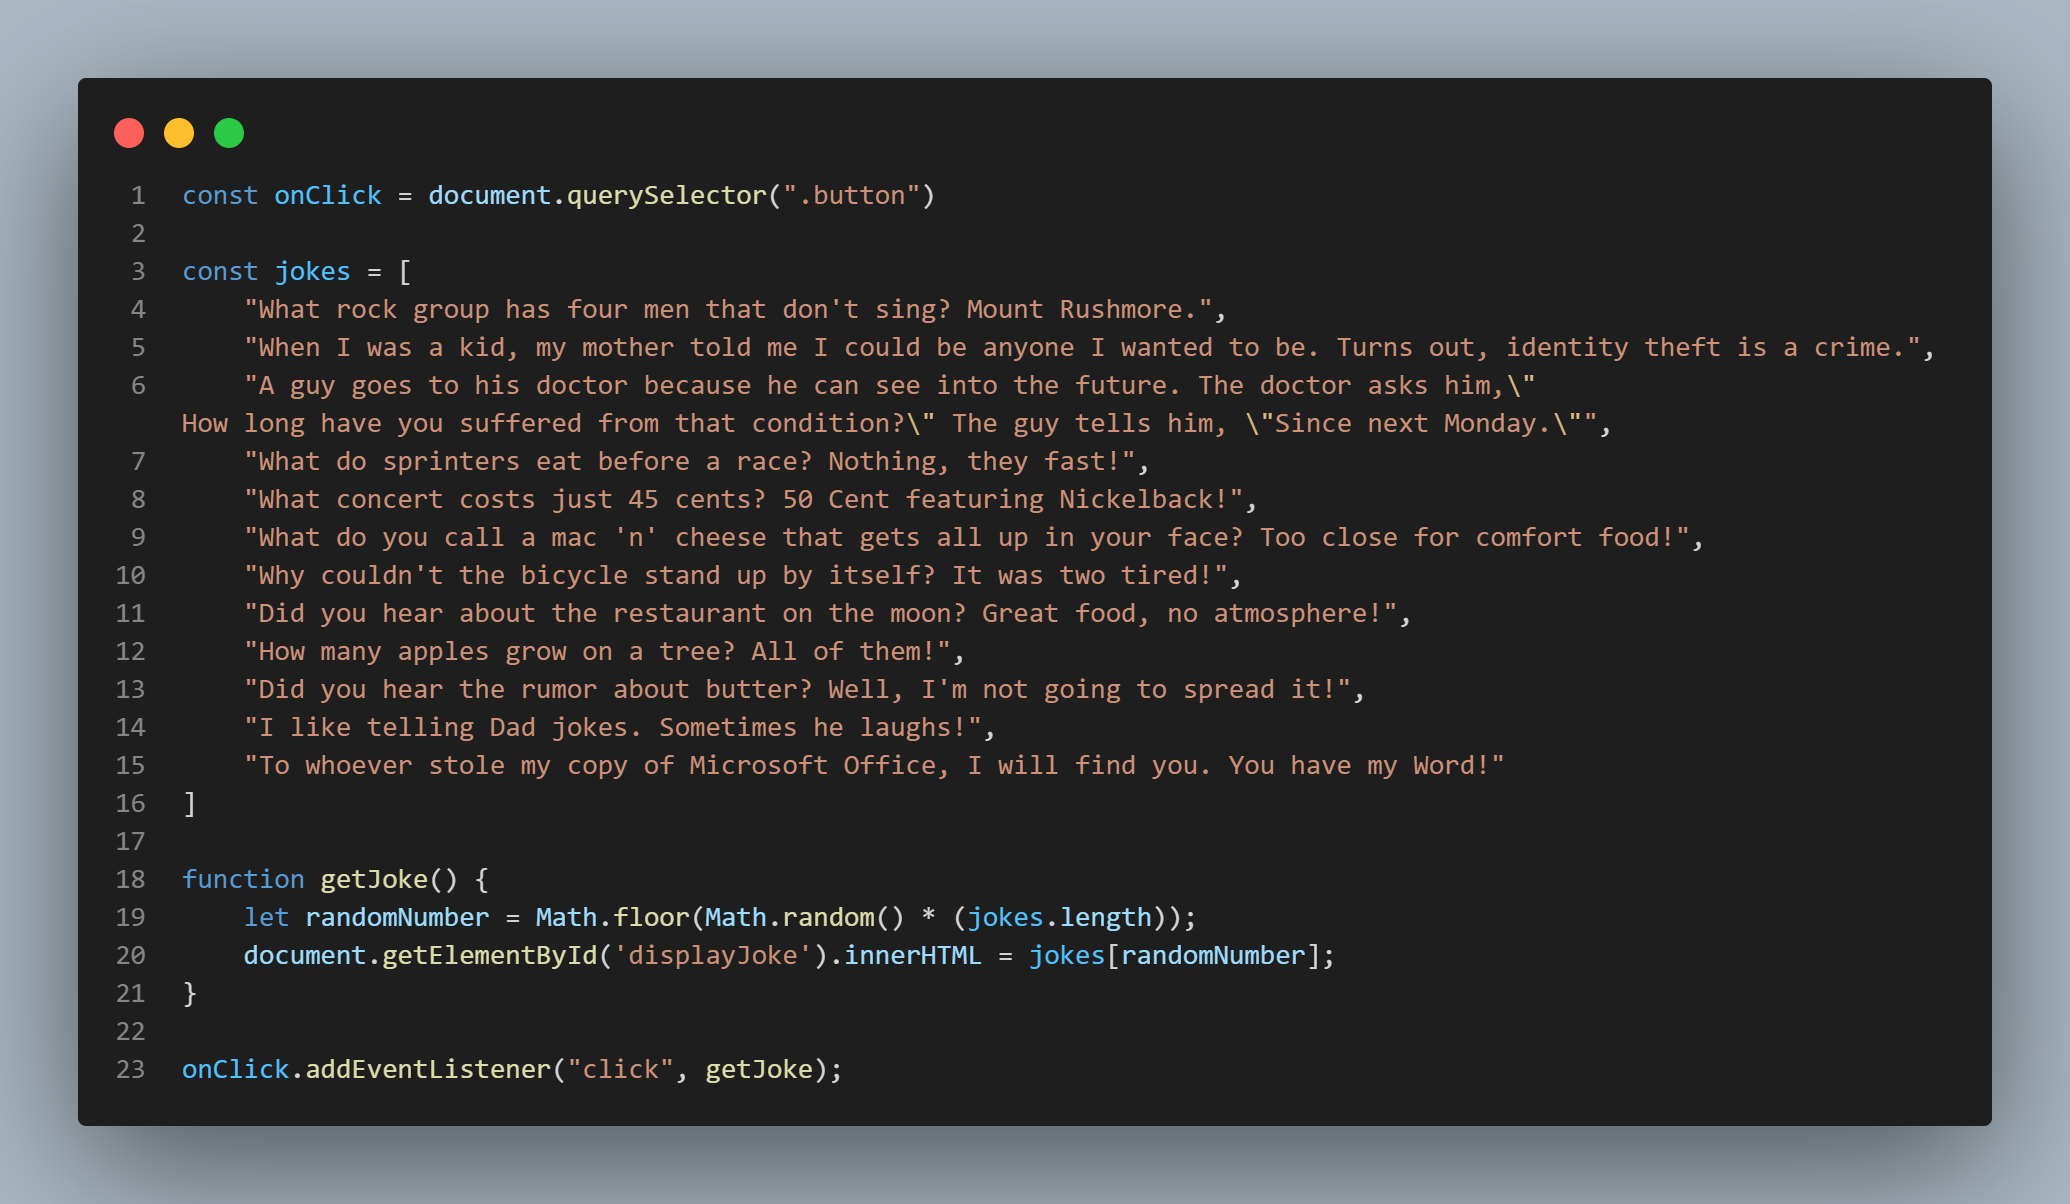 1 const onClick = document.querySelector(".button")
2
3 const jokes = [
4     "What rock group has four men that don't sing? Mount Rushmore.",
5     "When I was a kid, my mother told me I could be anyone I wanted to be. Turns out, identity theft is a crime.",
6     "A guy goes to his doctor because he can see into the future. The doctor asks him,\"
How long have you suffered from that condition?\" The guy tells him, \"Since next Monday.\"",
7     "What do sprinters eat before a race? Nothing, they fast!",
8     "What concert costs just 45 cents? 50 Cent featuring Nickelback!",
9     "What do you call a mac 'n' cheese that gets all up in your face? Too close for comfort food!",
10     "Why couldn't the bicycle stand up by itself? It was two tired!",
11     "Did you hear about the restaurant on the moon? Great food, no atmosphere!",
12     "How many apples grow on a tree? All of them!",
13     "Did you hear the rumor about butter? Well, I'm not going to spread it!",
14     "I like telling Dad jokes. Sometimes he laughs!",
15     "To whoever stole my copy of Microsoft Office, I will find you. You have my Word!"
16 ]
17
18 function getJoke() {
19     let randomNumber = Math.floor(Math.random() * (jokes.length));
20     document.getElementById('displayJoke').innerHTML = jokes[randomNumber];
21 }
22
23 onClick.addEventListener("click", getJoke);